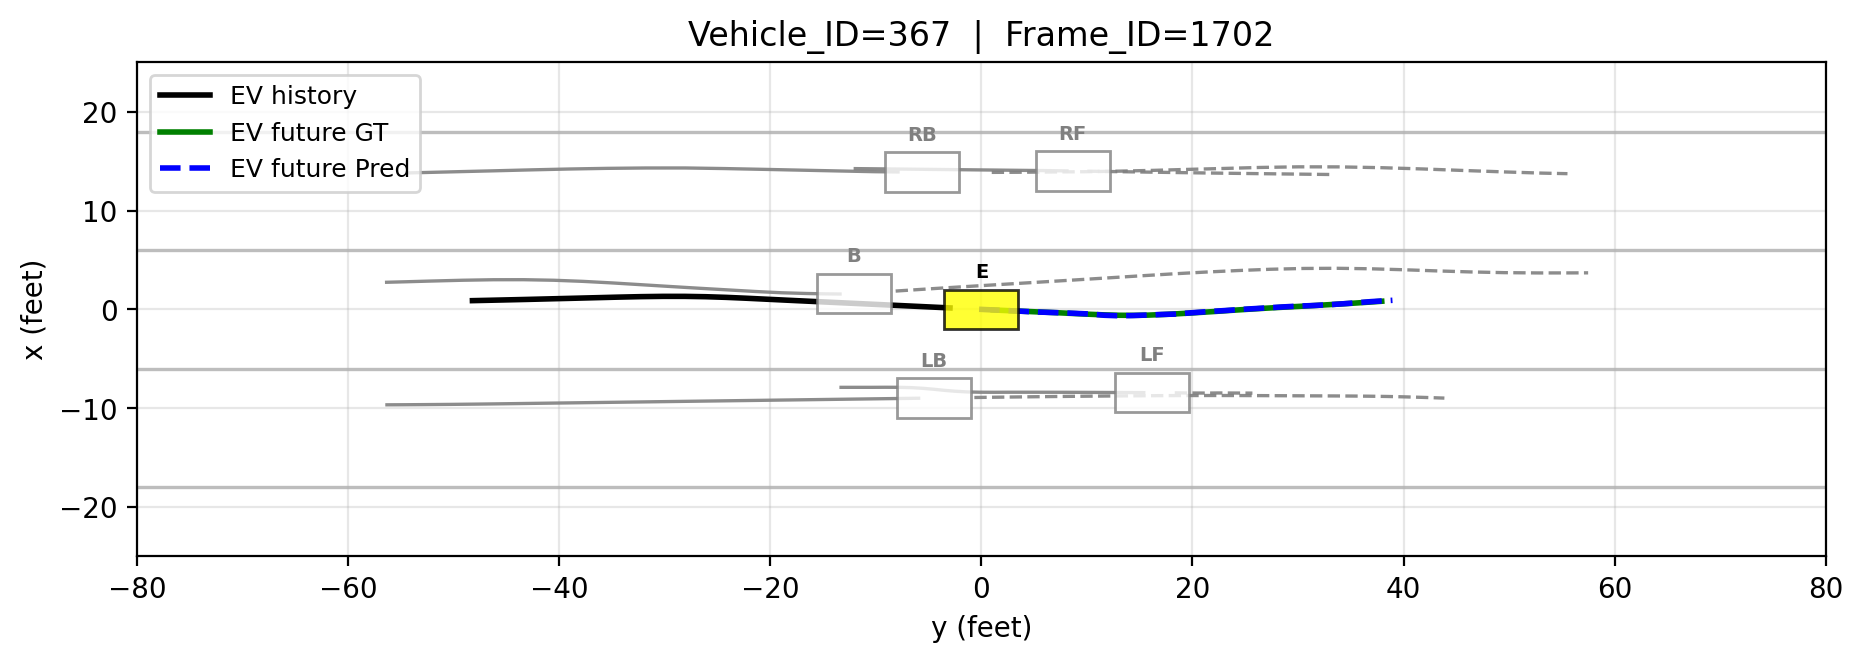 Vehicle_ID=367 | Frame_ID=1702
EV history
EV future GT
EV future Pred
RB
RF
B
E
LB
LF
20
10
0
−10
−20
x (feet)
−80
−60
−40
−20
0
20
40
60
80
y (feet)